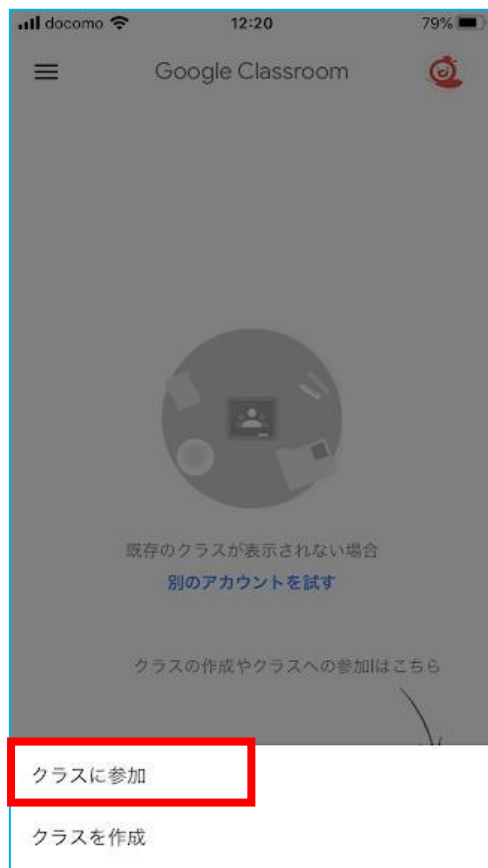 docomo 12:20 79%
Google Classroom
既存のクラスが表示されない場合
別のアカウントを試す
クラスの作成やクラスへの参加はこちら
クラスに参加
クラスを作成